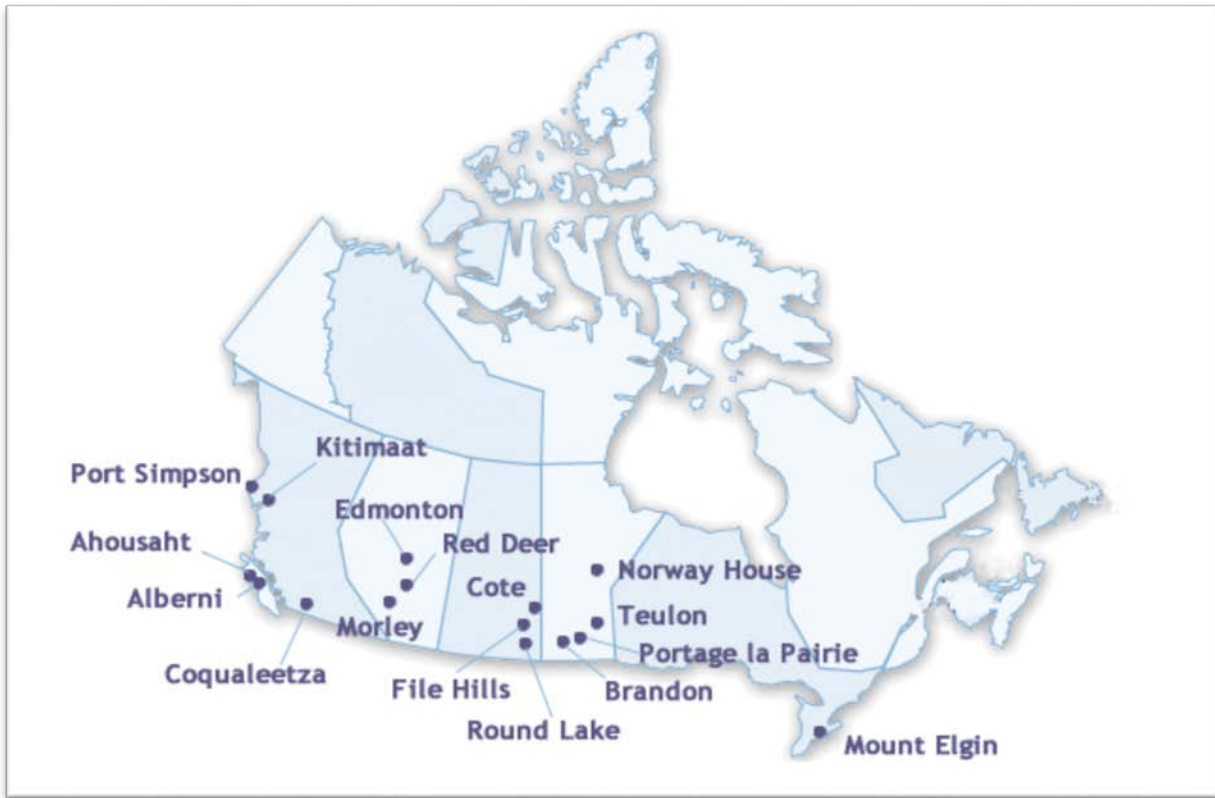 Kitimaat
Port Simpson
Edmonton
Ahousaht
Red Deer
Norway House
Cote
Alberni
Teulon
Morley
Portage la Pairie
Coqualeetza
File Hills
Brandon
Round Lake
Mount Elgin